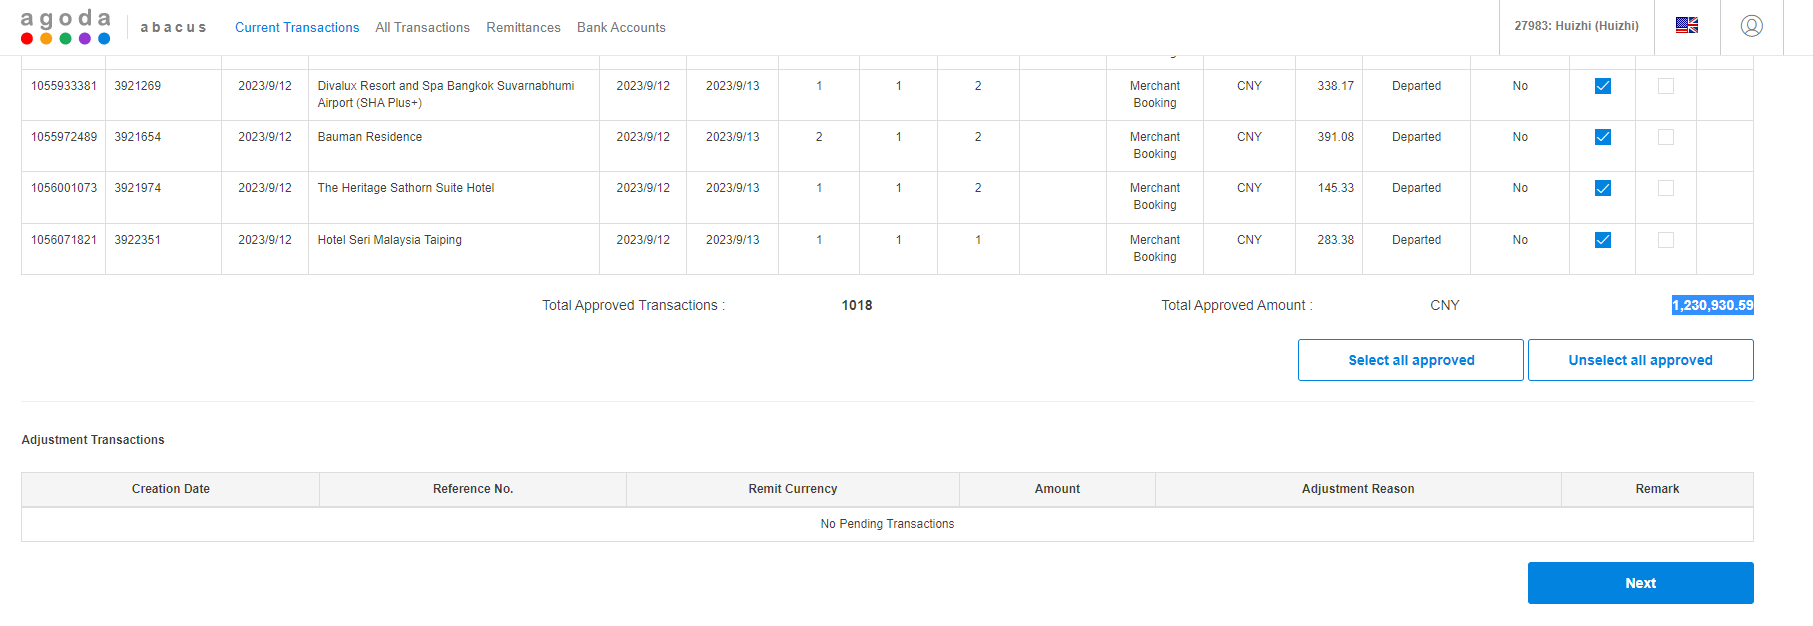 agoda abacus Current Transactions All Transactions Remittances Bank Accounts 27983: Huizhi (Huizhi)
1055933381 3921269 2023/9/12 Divalux Resort and Spa Bangkok Suvarnabhumi 2023/9/12 2023/9/13 1 1 2 Merchant CNY 338.17 Departed No
Airport (SHA Plus+) Booking
1055972489 3921654 2023/9/12 Bauman Residence 2023/9/12 2023/9/13 2 1 2 Merchant CNY 391.08 Departed No
Booking
1056001073 3921974 2023/9/12 The Heritage Sathorn Suite Hotel 2023/9/12 2023/9/13 1 1 2 Merchant CNY 145.33 Departed No
Booking
1056071821 3922351 2023/9/12 Hotel Seri Malaysia Taiping 2023/9/12 2023/9/13 1 1 1 Merchant CNY 283.38 Departed No
Booking
Total Approved Transactions : 1018 Total Approved Amount : CNY 1,230,930.59
Select all approved Unselect all approved
Adjustment Transactions
Creation Date Reference No. Remit Currency Amount Adjustment Reason Remark
No Pending Transactions
Next